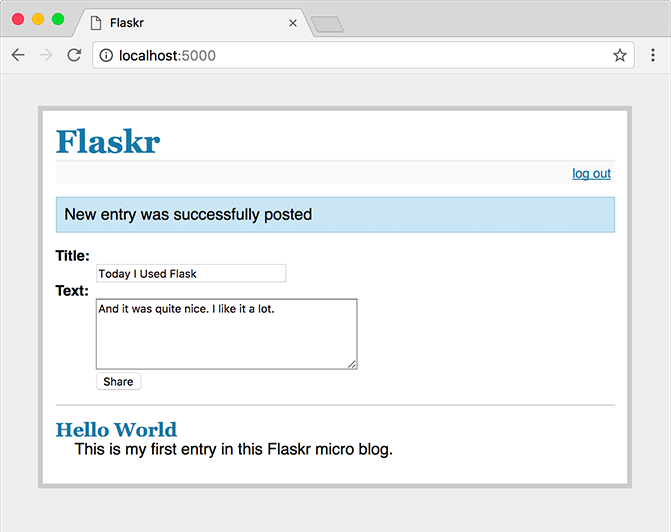 Flaskr
localhost:5000
Flaskr
log out
New entry was successfully posted
Title:
Today I Used Flask
Text:
And it was quite nice. I like it a lot.
Share
Hello World
This is my first entry in this Flaskr micro blog.